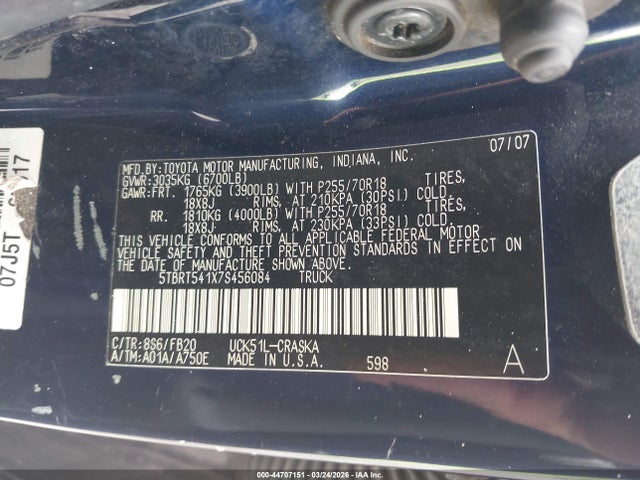 07/07
MFD.BY: TOYOTA MOTOR MANUFACTURING, INDIANA, INC.
GVWR: 3035KG (6700LB)
GAWR: FRT. 1765KG (3900LB) WITH P255/70R18 TIRES,
18X8J RIMS, AT 210KPA (30PSI) COLD.
RR. 1810KG (4000LB) WITH P255/70R18 TIRES,
18X8J RIMS, AT 230KPA (33PSI) COLD.
THIS VEHICLE CONFORMS TO ALL APPLICABLE FEDERAL MOTOR
VEHICLE SAFETY AND THEFT PREVENTION STANDARDS IN EFFECT ON
THE DATE OF MANUFACTURE SHOWN ABOVE.
5TBRT541X7S456084 TRUCK
C/TR: 8S6/FB20 UCK51L-CRASKA
A/TM: A01A/A750E MADE IN U.S.A. 598 A
07J5T
17
000-44707151 | 03/24/2026 | IAA Inc.